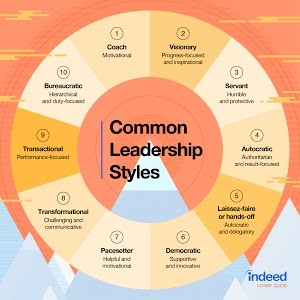 Common
Leadership
Styles
1
Coach
Motivational
2
Visionary
Progress-focused
and inspirational
3
Servant
Humble
and protective
4
Autocratic
Authoritarian
and result-focused
5
Laissez-faire
or hands-off
Autocratic
and delegatory
6
Democratic
Supportive
and innovative
7
Pacesetter
Helpful and
motivational
8
Transformational
Challenging and
communicative
9
Transactional
Performance-focused
10
Bureaucratic
Hierarchical
and duty-focused
indeed
career guide